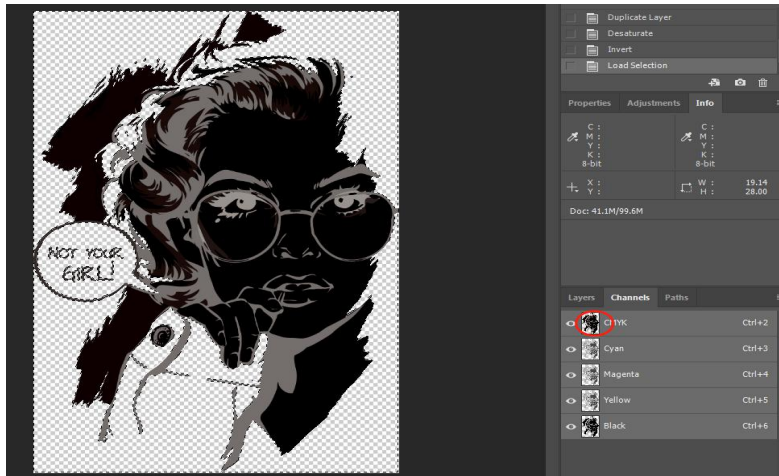 Duplicate Layer
Desaturate
Invert
Load Selection
Properties Adjustments Info
C : C :
M : M :
Y : Y :
K : K :
8-bit 8-bit
X : W : 19.14
Y : H : 28.00
Doc: 41.1M/99.6M
NOT YOUR
GIRL!
Layers Channels Paths
CMYK Ctrl+2
Cyan Ctrl+3
Magenta Ctrl+4
Yellow Ctrl+5
Black Ctrl+6